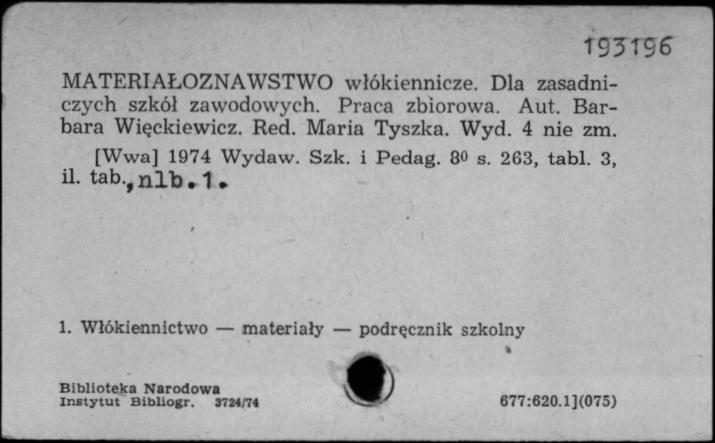 193196
MATERIAŁOZNAWSTWO włókiennicze. Dla zasadni-
czych szkół zawodowych. Praca zbiorowa. Aut. Bar-
bara Więckiewicz. Red. Maria Tyszka. Wyd. 4 nie zm.
[Wwa] 1974 Wydaw. Szk. i Pedag. 8⁰ s. 263, tabl. 3,
il. tab., nlb. 1.
1. Włókiennictwo — materiały — podręcznik szkolny
Biblioteka Narodowa
Instytut Bibliogr. 3724/74
677:620.1](075)